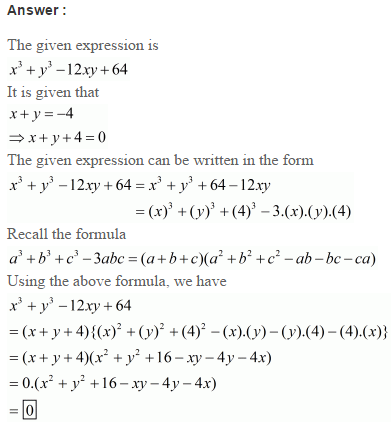 Answer :
The given expression is
x³ + y³ −12xy + 64
It is given that
x + y = −4
⇒ x + y + 4 = 0
The given expression can be written in the form
x³ + y³ −12xy + 64 = x³ + y³ + 64 −12xy
= (x)³ + (y)³ + (4)³ − 3.(x).(y).(4)
Recall the formula
a³ + b³ + c³ − 3abc = (a + b + c)(a² + b² + c² − ab − bc − ca)
Using the above formula, we have
x³ + y³ −12xy + 64
= (x + y + 4){(x)² + (y)² + (4)² − (x).(y) − (y).(4) − (4).(x)}
= (x + y + 4)(x² + y² +16 − xy − 4y − 4x)
= 0.(x² + y² +16 − xy − 4y − 4x)
= 0